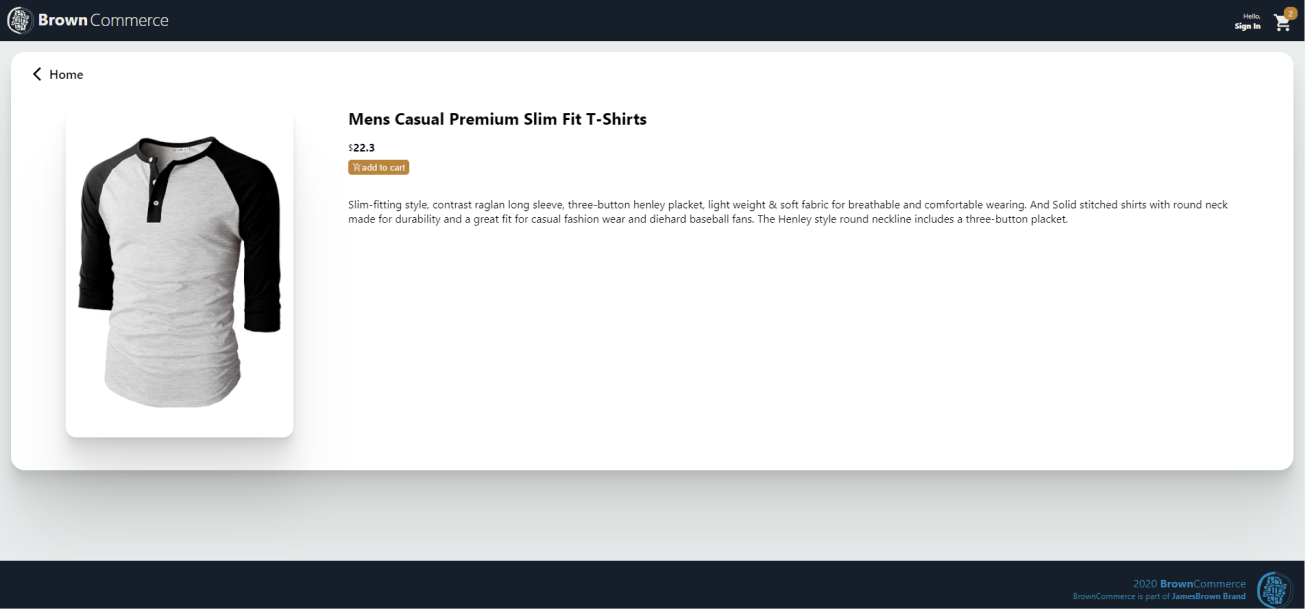 BrownCommerce
Hello,
Sign In
2
Home
Mens Casual Premium Slim Fit T-Shirts
$22.3
add to cart
Slim-fitting style, contrast raglan long sleeve, three-button henley placket, light weight & soft fabric for breathable and comfortable wearing. And Solid stitched shirts with round neck
made for durability and a great fit for casual fashion wear and diehard baseball fans. The Henley style round neckline includes a three-button placket.
2020 BrownCommerce
BrownCommerce is part of JamesBrown Brand